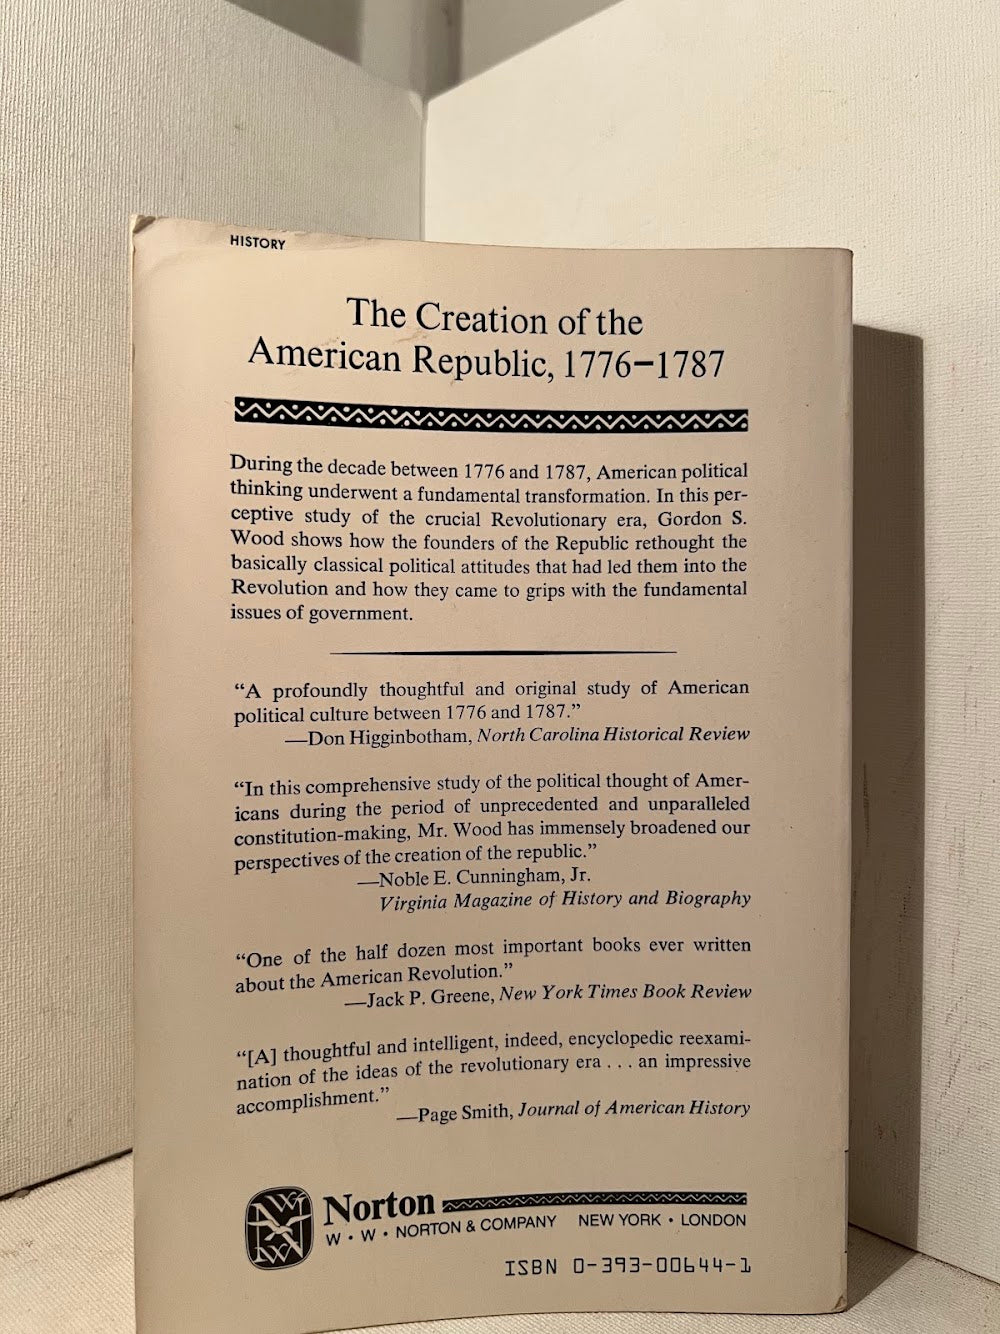 HISTORY
The Creation of the
American Republic, 1776–1787
During the decade between 1776 and 1787, American political
thinking underwent a fundamental transformation. In this per-
ceptive study of the crucial Revolutionary era, Gordon S.
Wood shows how the founders of the Republic rethought the
basically classical political attitudes that had led them into the
Revolution and how they came to grips with the fundamental
issues of government.
“A profoundly thoughtful and original study of American
political culture between 1776 and 1787.”
—Don Higginbotham, North Carolina Historical Review
“In this comprehensive study of the political thought of Amer-
icans during the period of unprecedented and unparalleled
constitution-making, Mr. Wood has immensely broadened our
perspectives of the creation of the republic.”
—Noble E. Cunningham, Jr.
Virginia Magazine of History and Biography
“One of the half dozen most important books ever written
about the American Revolution.”
—Jack P. Greene, New York Times Book Review
“[A] thoughtful and intelligent, indeed, encyclopedic reexami-
nation of the ideas of the revolutionary era . . . an impressive
accomplishment.”
—Page Smith, Journal of American History
Norton
W • W • NORTON & COMPANY NEW YORK • LONDON
ISBN 0-393-00644-1